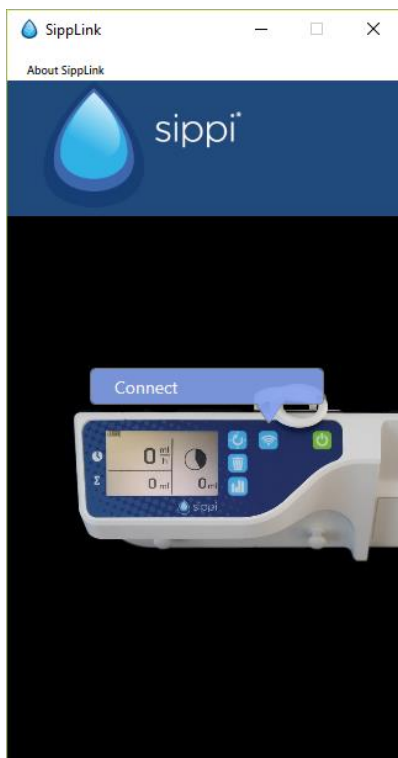 SippLink
About SippLink
sippi
Connect
0 ml
h
Σ 0 ml 0 ml
sippi